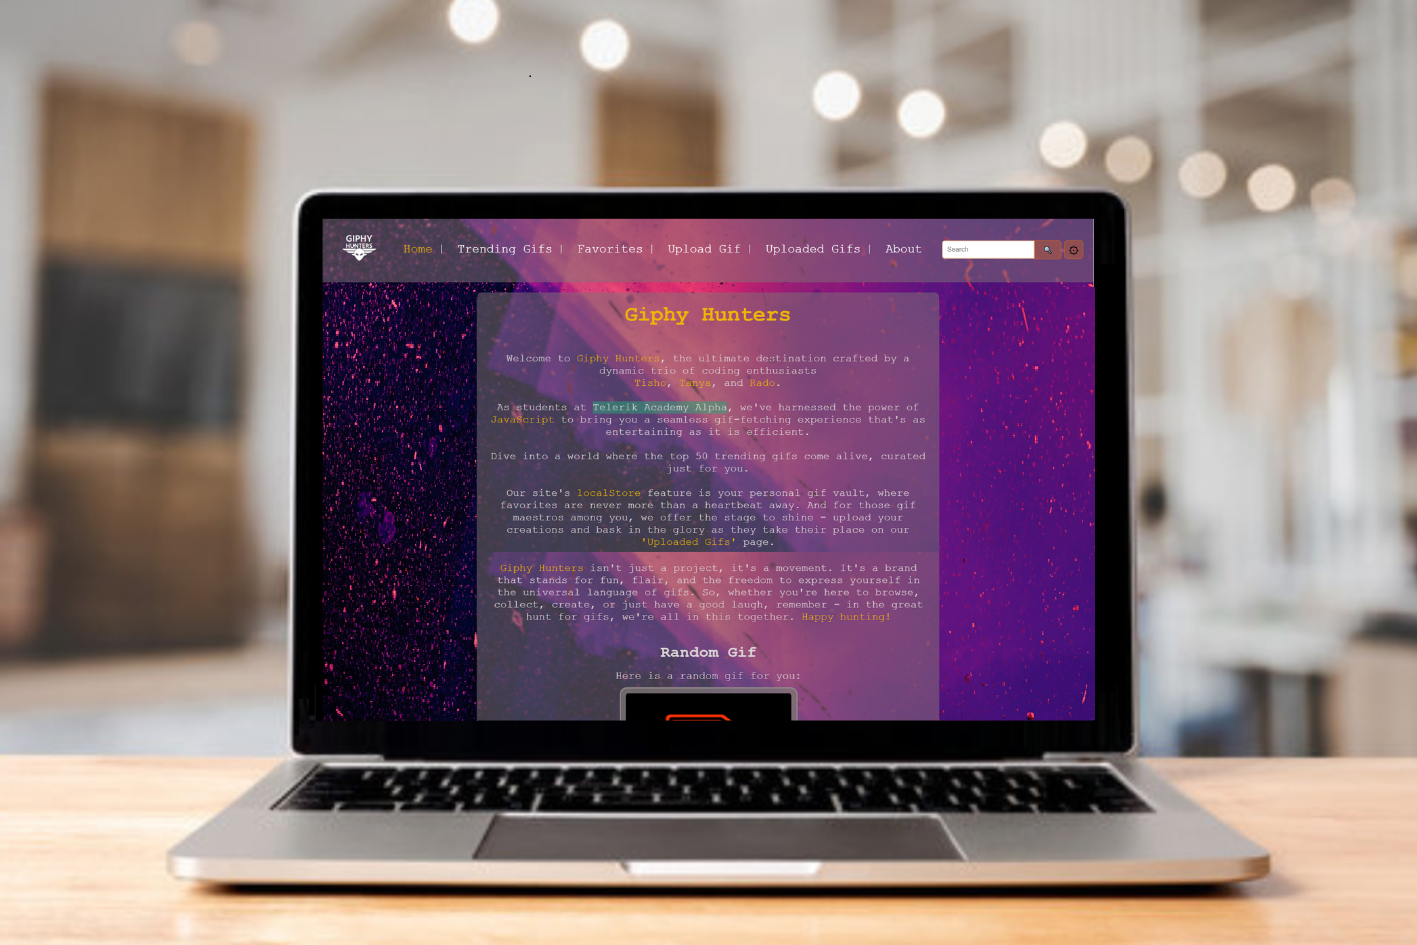 GIPHY
HUNTERS
Home | Trending Gifs | Favorites | Upload Gif | Uploaded Gifs | About
Search
Giphy Hunters
Welcome to Giphy Hunters, the ultimate destination crafted by a
dynamic trio of coding enthusiasts
Tisho, Tanya, and Rado.
As students at Telerik Academy Alpha, we've harnessed the power of
JavaScript to bring you a seamless gif-fetching experience that's as
entertaining as it is efficient.
Dive into a world where the top 50 trending gifs come alive, curated
just for you.
Our site's localStore feature is your personal gif vault, where
favorites are never more than a heartbeat away. And for those gif
maestros among you, we offer the stage to shine - upload your
creations and bask in the glory as they take their place on our
'Uploaded Gifs' page.
Giphy Hunters isn't just a project, it's a movement. It's a brand
that stands for fun, flair, and the freedom to express yourself in
the universal language of gifs. So, whether you're here to browse,
collect, create, or just have a good laugh, remember - in the great
hunt for gifs, we're all in this together. Happy hunting!
Random Gif
Here is a random gif for you: